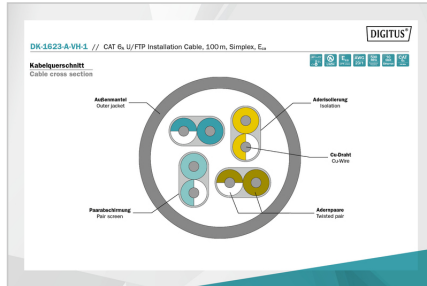 DIGITUS®
DK-1623-A-VH-1 // CAT 6A U/FTP Installation Cable, 100 m, Simplex, Eca
Kabelquerschnitt
Cable cross section
Außenmantel
Outer jacket
Aderisolierung
Isolation
Cu-Draht
Cu-Wire
Paarabschirmung
Pair screen
Adernpaare
Twisted pair